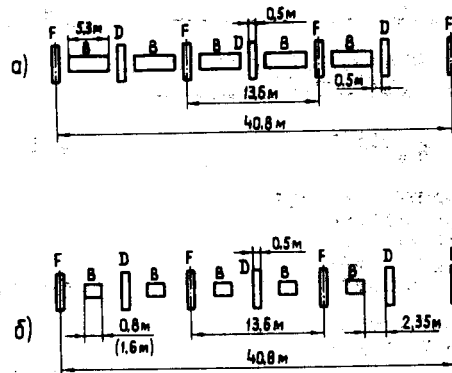 0,5м
F 5,3м D F F F
B B B D B B D
а)
0,5м
13,6м
40,8м
0,5м
F D F D F D F
B B B B B
б)
0,8м
(1,6м)
13,6м
2,35м
40,8м